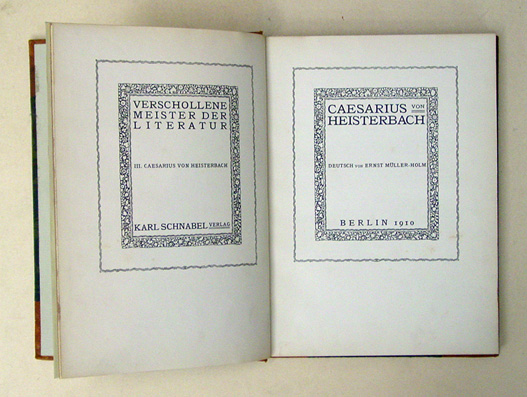 VERSCHOLLENE
MEISTER DER
LITERATUR
III. CAESARIUS VON HEISTERBACH
KARL SCHNABEL VERLAG
CAESARIUS VON
HEISTERBACH
DEUTSCH VON ERNST MÜLLER-HOLM
BERLIN 1910